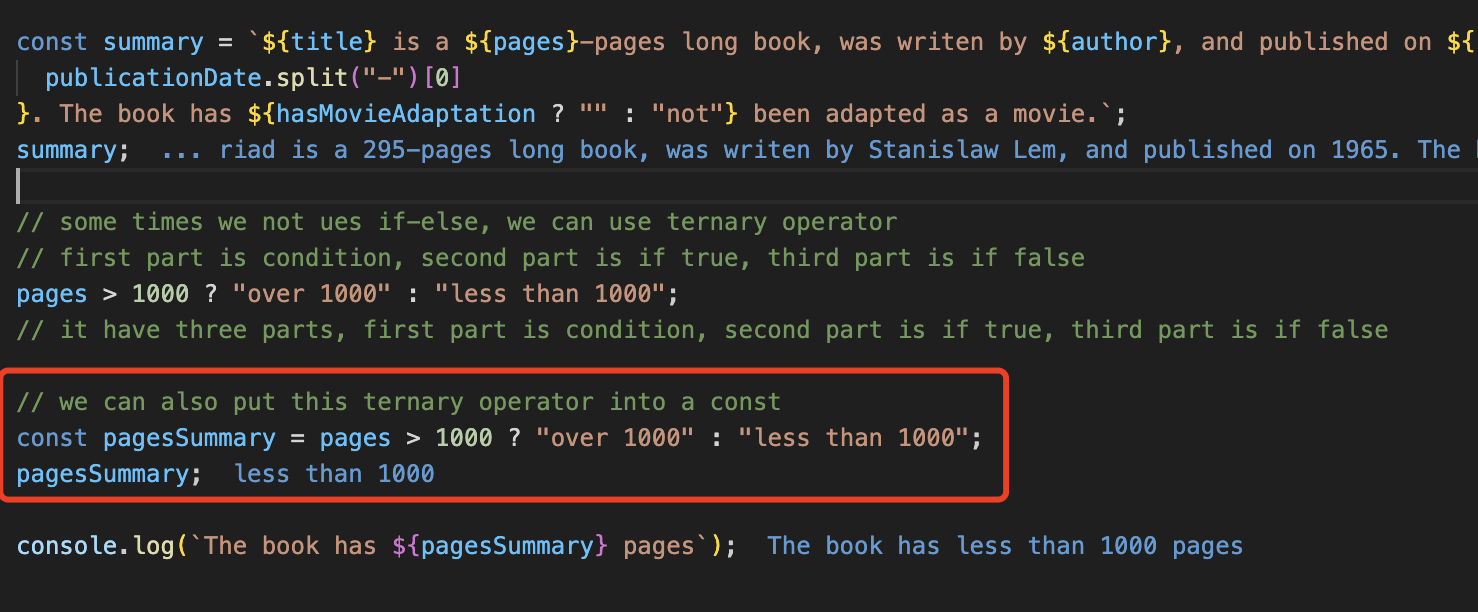 const summary = `${title} is a ${pages}-pages long book, was writen by ${author}, and published on ${
  publicationDate.split("-")[0]
}. The book has ${hasMovieAdaptation ? "" : "not"} been adapted as a movie.`;
summary;  ... riad is a 295-pages long book, was writen by Stanislaw Lem, and published on 1965. The
// some times we not ues if-else, we can use ternary operator
// first part is condition, second part is if true, third part is if false
pages > 1000 ? "over 1000" : "less than 1000";
// it have three parts, first part is condition, second part is if true, third part is if false
// we can also put this ternary operator into a const
const pagesSummary = pages > 1000 ? "over 1000" : "less than 1000";
pagesSummary;  less than 1000
console.log(`The book has ${pagesSummary} pages`);  The book has less than 1000 pages